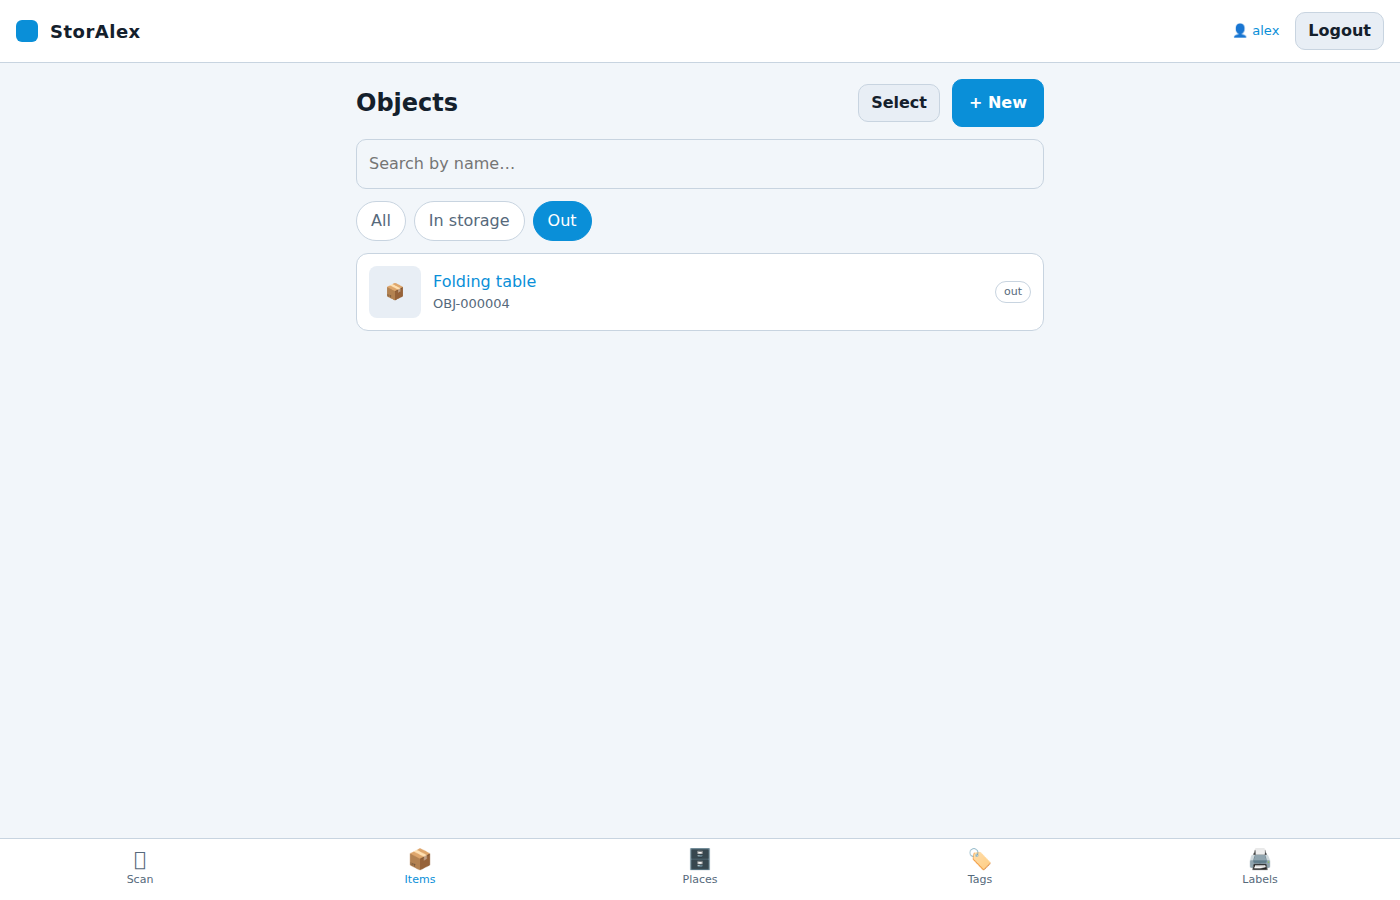 StorAlex
alex
Logout
Objects
Select
+ New
Search by name...
All
In storage
Out
Folding table
OBJ-000004
out
Scan
Items
Places
Tags
Labels